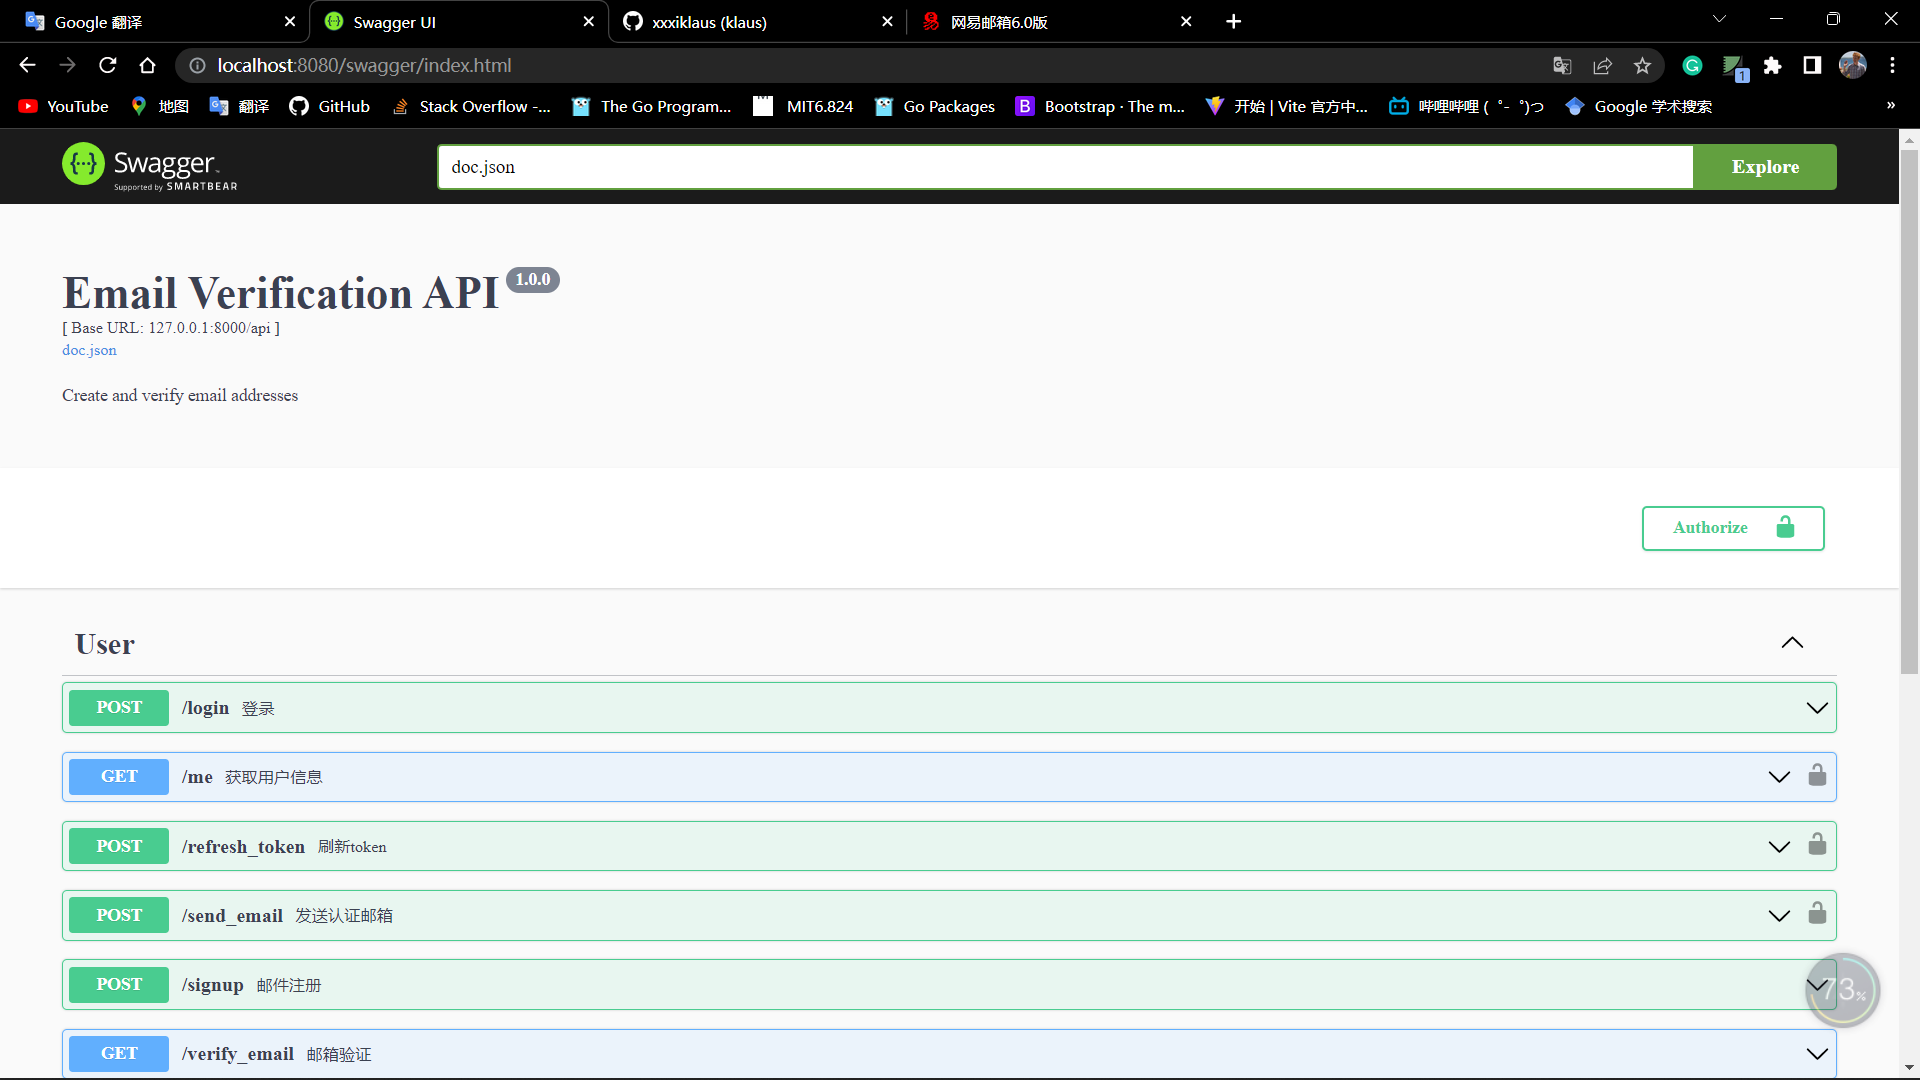 Google 翻译
Swagger UI
xxxiklaus (klaus)
网易邮箱6.0版
localhost:8080/swagger/index.html
1
YouTube
地图
翻译
GitHub
Stack Overflow -...
The Go Program...
MIT6.824
Go Packages
Bootstrap · The m...
开始 | Vite 官方中...
哔哩哔哩 ( ゜- ゜)つ
Google 学术搜索
»
Swagger
Supported by SMARTBEAR
doc.json
Explore
Email Verification API 1.0.0
[ Base URL: 127.0.0.1:8000/api ]
doc.json
Create and verify email addresses
Authorize
User
POST /login 登录
GET /me 获取用户信息
POST /refresh_token 刷新token
POST /send_email 发送认证邮箱
POST /signup 邮件注册
73%
GET /verify_email 邮箱验证